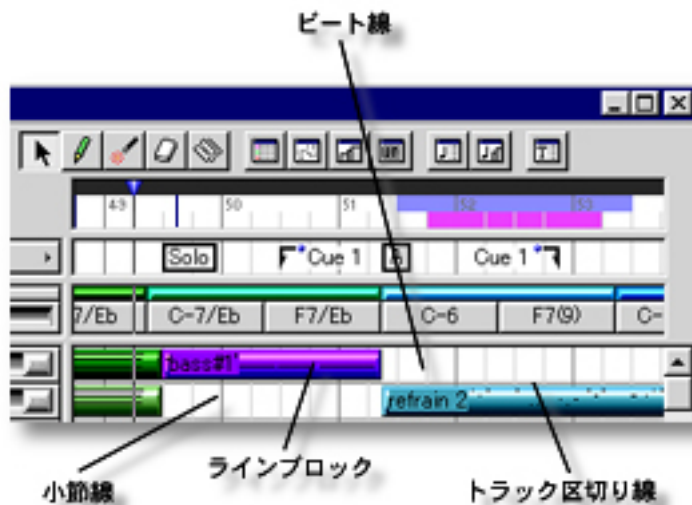 ビート線
49 50 51 52 53
Solo Cue 1 Cue 1
7/Eb C-7/Eb F7/Eb C-6 F7(9) C-
bass#1
refrain 2
ラインブロック
小節線 トラック区切り線